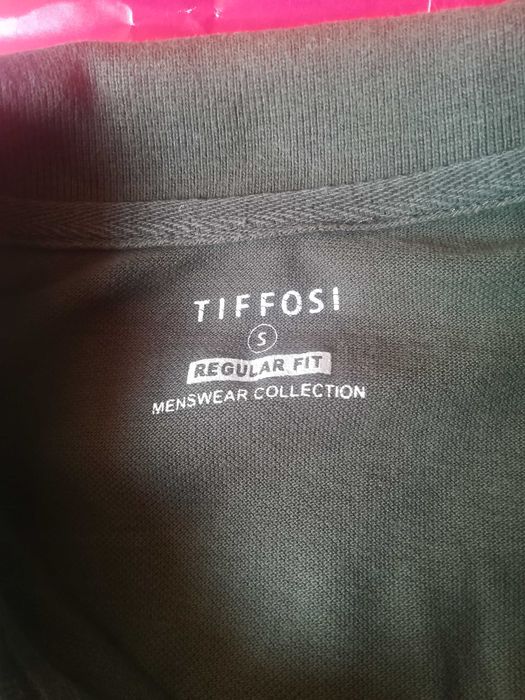 TIFFOSI
S
REGULAR FIT
MENSWEAR COLLECTION